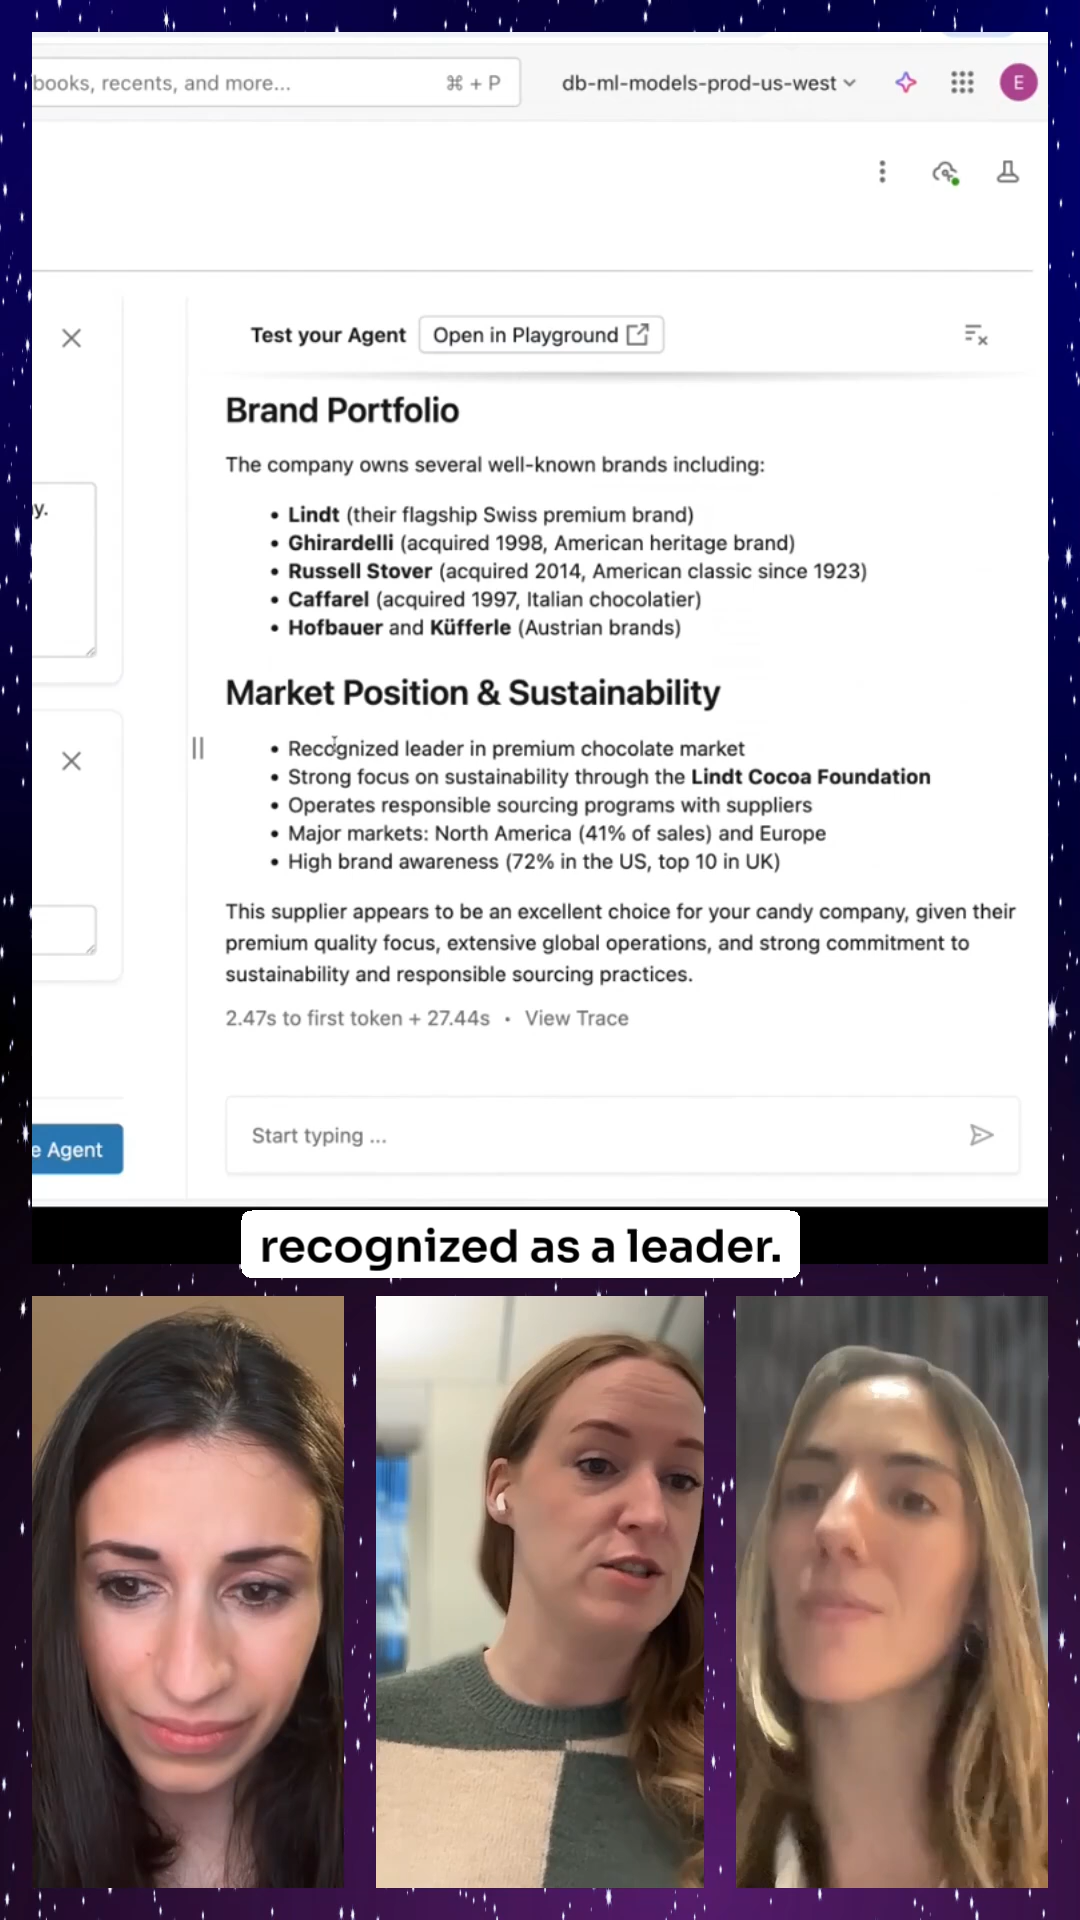 books, recents, and more... ⌘ + P db-ml-models-prod-us-west E
Test your Agent Open in Playground
y.
Brand Portfolio
The company owns several well-known brands including:
• Lindt (their flagship Swiss premium brand)
• Ghirardelli (acquired 1998, American heritage brand)
• Russell Stover (acquired 2014, American classic since 1923)
• Caffarel (acquired 1997, Italian chocolatier)
• Hofbauer and Küfferle (Austrian brands)
Market Position & Sustainability
• Recognized leader in premium chocolate market
• Strong focus on sustainability through the Lindt Cocoa Foundation
• Operates responsible sourcing programs with suppliers
• Major markets: North America (41% of sales) and Europe
• High brand awareness (72% in the US, top 10 in UK)
This supplier appears to be an excellent choice for your candy company, given their
premium quality focus, extensive global operations, and strong commitment to
sustainability and responsible sourcing practices.
2.47s to first token + 27.44s • View Trace
e Agent
Start typing ...
recognized as a leader.